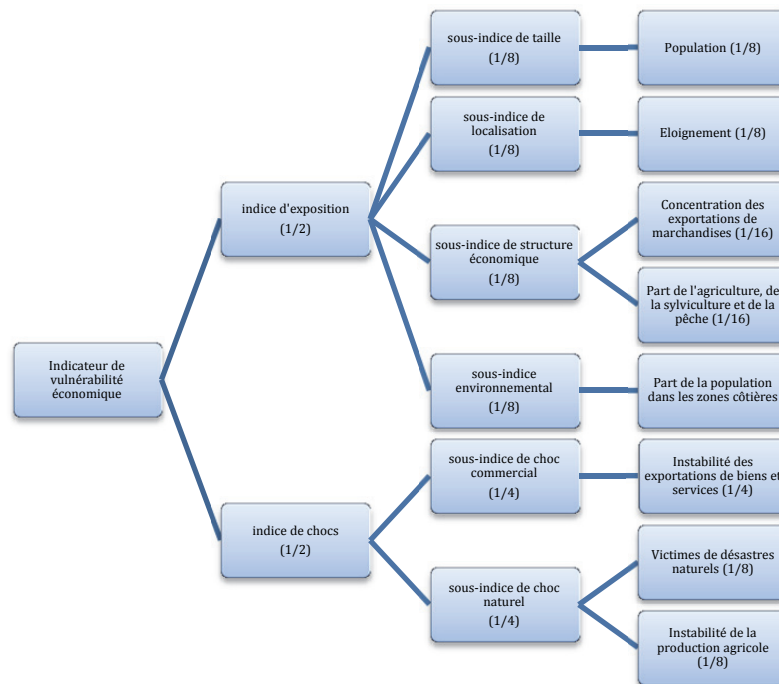 Indicateur de
vulnérabilité
économique
indice d'exposition
(1/2)
sous-indice de taille
(1/8)
Population (1/8)
sous-indice de
localisation
(1/8)
Eloignement (1/8)
sous-indice de structure
économique
(1/8)
Concentration des
exportations de
marchandises (1/16)
Part de l'agriculture, de
la sylviculture et de la
pêche (1/16)
sous-indice
environnemental
(1/8)
Part de la population
dans les zones côtières
indice de chocs
(1/2)
sous-indice de choc
commercial
(1/4)
Instabilité des
exportations de biens et
services (1/4)
sous-indice de choc
naturel
(1/4)
Victimes de désastres
naturels (1/8)
Instabilité de la
production agricole
(1/8)